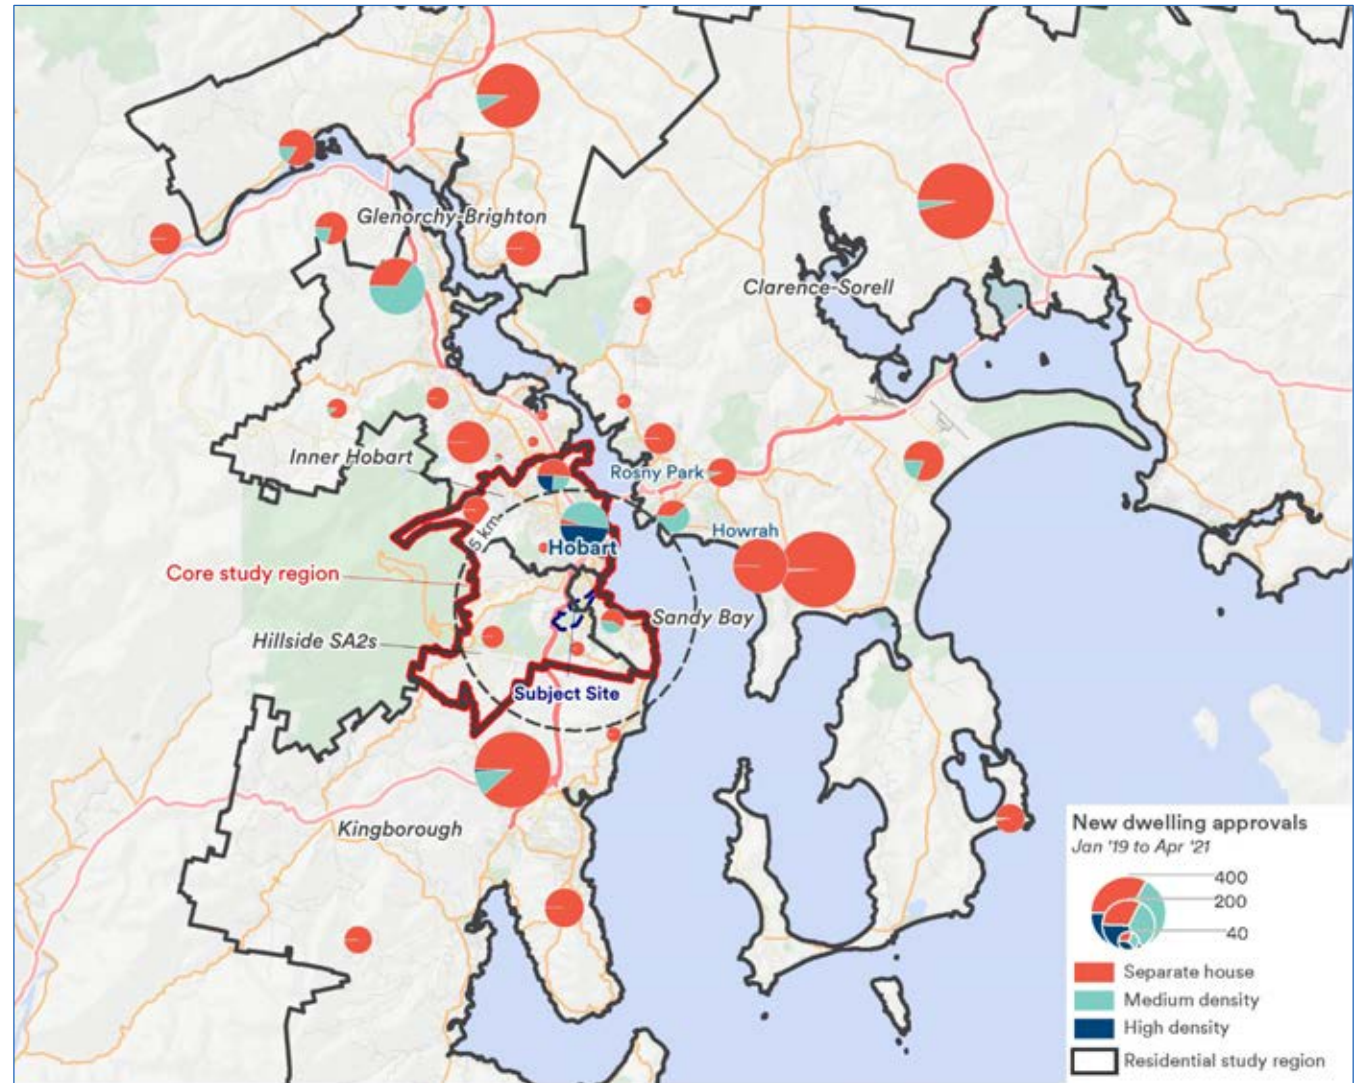 Glenorchy-Brighton
Clarence-Sorell
Inner Hobart
Rosny Park
5 km
Howrah
Hobart
Core study region
Sandy Bay
Hillside SA2s
Subject Site
Kingborough
New dwelling approvals
Jan '19 to Apr '21
400
200
40
Separate house
Medium density
High density
Residential study region